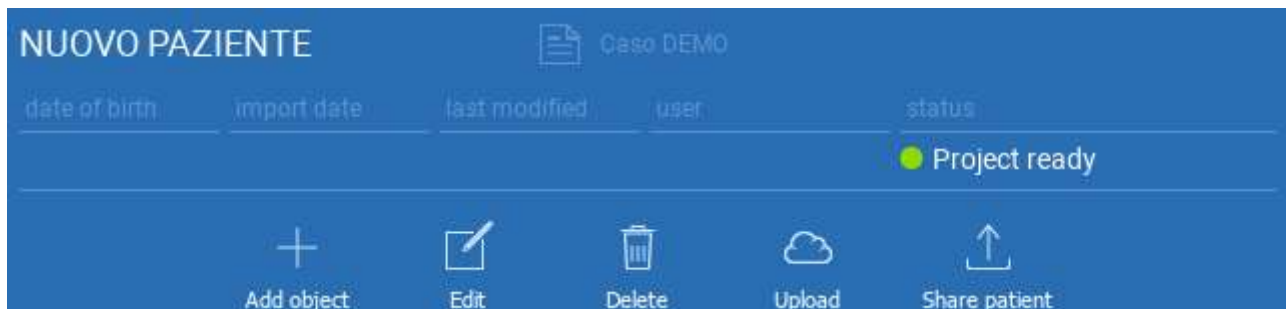 NUOVO PAZIENTE Caso DEMO
date of birth import date last modified user status
Project ready
Add object Edit Delete Upload Share patient